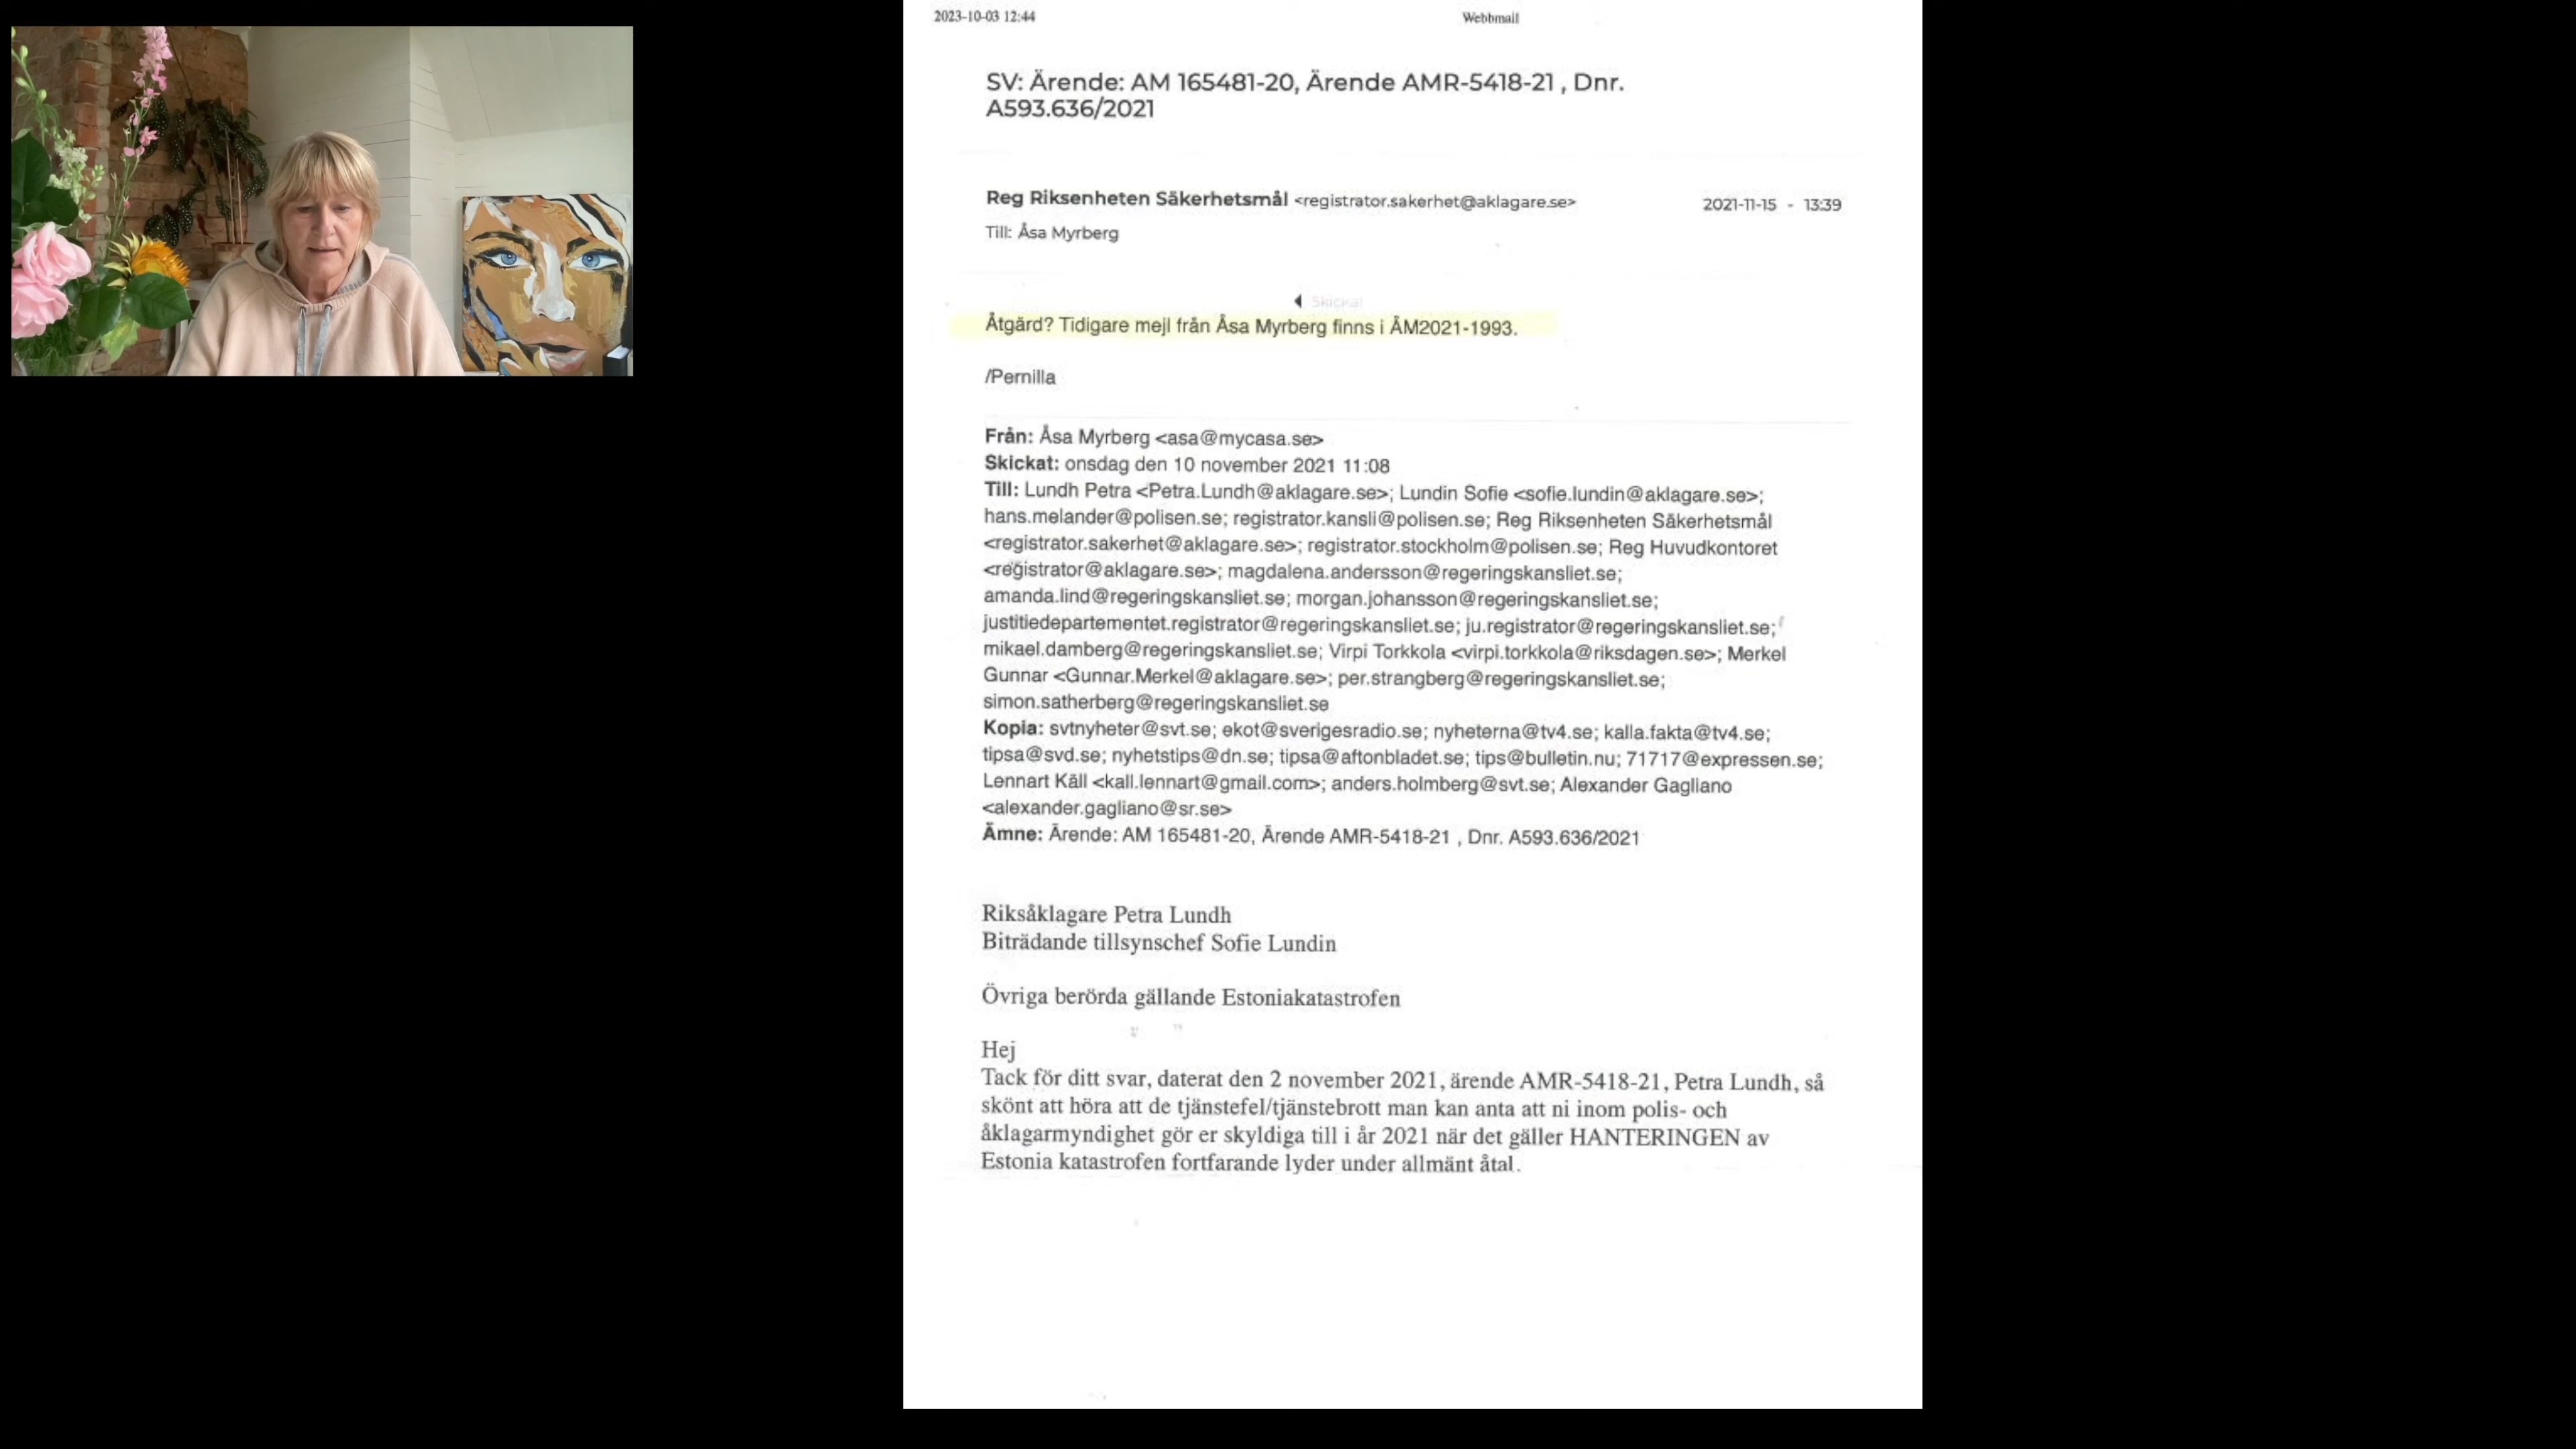 2023-10-03 12:44 Webbmail
SV: Ärende: AM 165481-20, Ärende AMR-5418-21 , Dnr.
A593.636/2021
Reg Riksenheten Säkerhetsmål <registrator.sakerhet@aklagare.se> 2021-11-15 - 13:39
Till: Åsa Myrberg
Skickat
Åtgärd? Tidigare mejl från Åsa Myrberg finns i ÅM2021-1993.
/Pernilla
Från: Åsa Myrberg <asa@mycasa.se>
Skickat: onsdag den 10 november 2021 11:08
Till: Lundh Petra <Petra.Lundh@aklagare.se>; Lundin Sofie <sofie.lundin@aklagare.se>;
hans.melander@polisen.se; registrator.kansli@polisen.se; Reg Riksenheten Säkerhetsmål
<registrator.sakerhet@aklagare.se>; registrator.stockholm@polisen.se; Reg Huvudkontoret
<registrator@aklagare.se>; magdalena.andersson@regeringskansliet.se;
amanda.lind@regeringskansliet.se; morgan.johansson@regeringskansliet.se;
justitiedepartementet.registrator@regeringskansliet.se; ju.registrator@regeringskansliet.se;
mikael.damberg@regeringskansliet.se; Virpi Torkkola <virpi.torkkola@riksdagen.se>; Merkel
Gunnar <Gunnar.Merkel@aklagare.se>; per.strangberg@regeringskansliet.se;
simon.satherberg@regeringskansliet.se
Kopia: svtnyheter@svt.se; ekot@sverigesradio.se; nyheterna@tv4.se; kalla.fakta@tv4.se;
tipsa@svd.se; nyhetstips@dn.se; tipsa@aftonbladet.se; tips@bulletin.nu; 71717@expressen.se;
Lennart Käll <kall.lennart@gmail.com>; anders.holmberg@svt.se; Alexander Gagliano
<alexander.gagliano@sr.se>
Ämne: Ärende: AM 165481-20, Ärende AMR-5418-21 , Dnr. A593.636/2021
Riksåklagare Petra Lundh
Biträdande tillsynschef Sofie Lundin
Övriga berörda gällande Estoniakatastrofen
Hej
Tack för ditt svar, daterat den 2 november 2021, ärende AMR-5418-21, Petra Lundh, så
skönt att höra att de tjänstefel/tjänstebrott man kan anta att ni inom polis- och
åklagarmyndighet gör er skyldiga till i år 2021 när det gäller HANTERINGEN av
Estonia katastrofen fortfarande lyder under allmänt åtal.